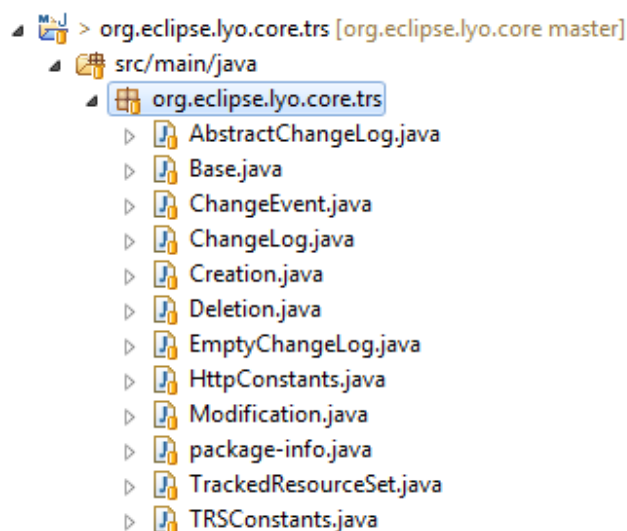 > org.eclipse.lyo.core.trs [org.eclipse.lyo.core master]
src/main/java
org.eclipse.lyo.core.trs
AbstractChangeLog.java
Base.java
ChangeEvent.java
ChangeLog.java
Creation.java
Deletion.java
EmptyChangeLog.java
HttpConstants.java
Modification.java
package-info.java
TrackedResourceSet.java
TRSConstants.java